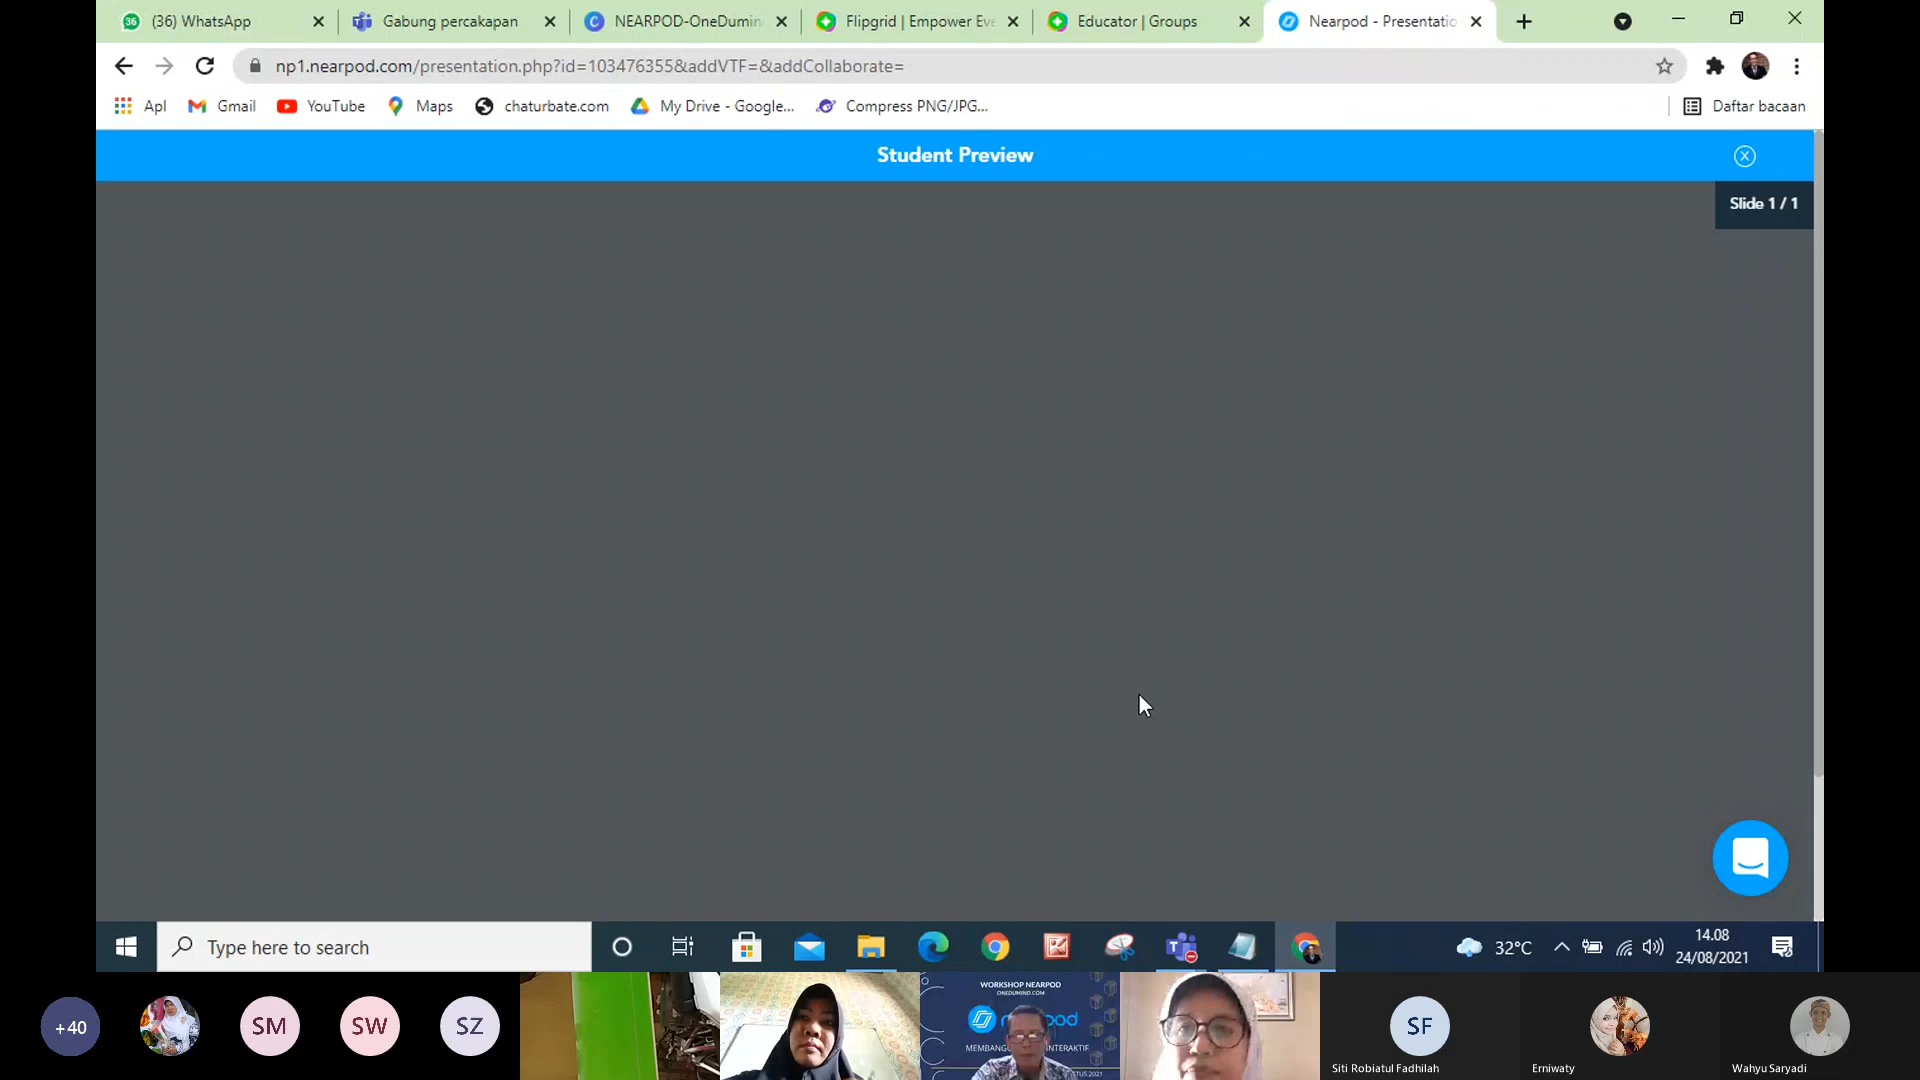 36 (36) WhatsApp
Gabung percakapan
NEARPOD-OneDumin
Flipgrid | Empower Eve
Educator | Groups
Nearpod - Presentatio
np1.nearpod.com/presentation.php?id=103476355&addVTF=&addCollaborate=
Apl
Gmail
YouTube
Maps
chaturbate.com
My Drive - Google...
Compress PNG/JPG...
Daftar bacaan
Student Preview
Slide 1 / 1
Type here to search
32°C
14.08
24/08/2021
+40
SM
SW
SZ
WORKSHOP NEARPOD
ONEDUMIND.COM
SF
Siti Robiatul Fadhilah
Erniwaty
Wahyu Saryadi